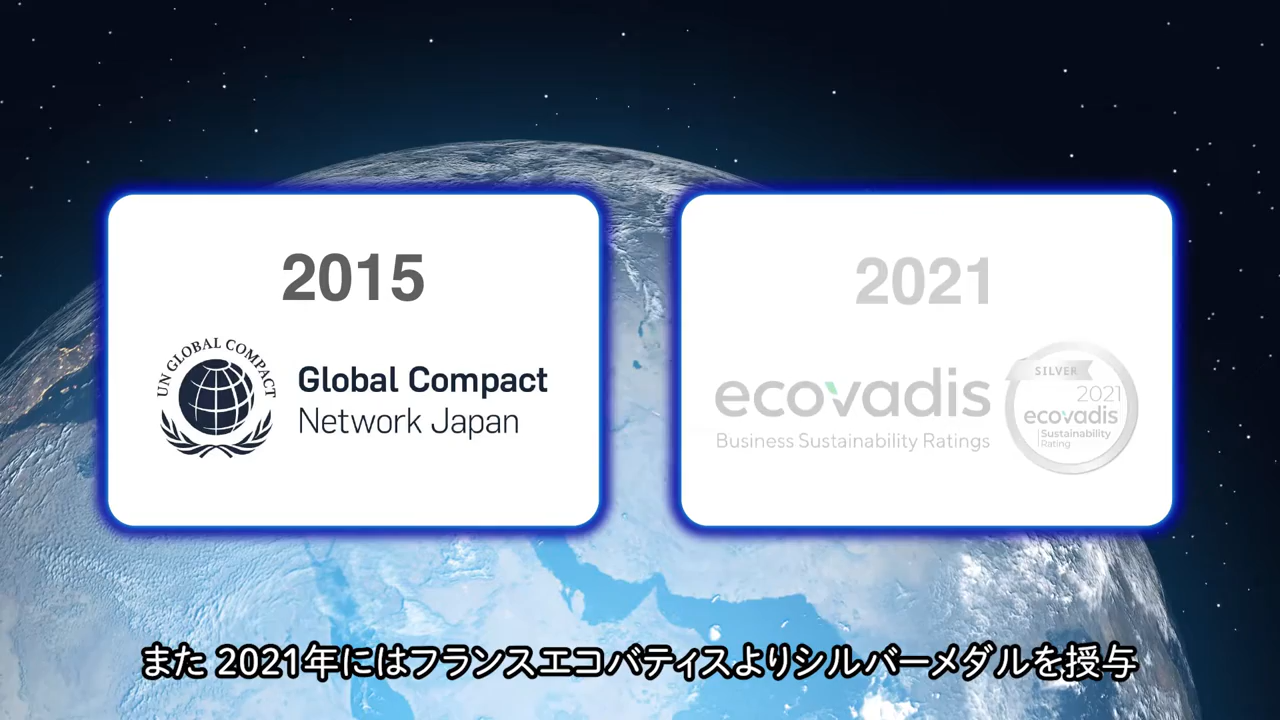 2015
UN GLOBAL COMPACT
Global Compact
Network Japan
2021
ecovadis
Business Sustainability Ratings
SILVER
2021
ecovadis
Sustainability
Rating
また 2021年にはフランスエコバティスよりシルバーメダルを授与